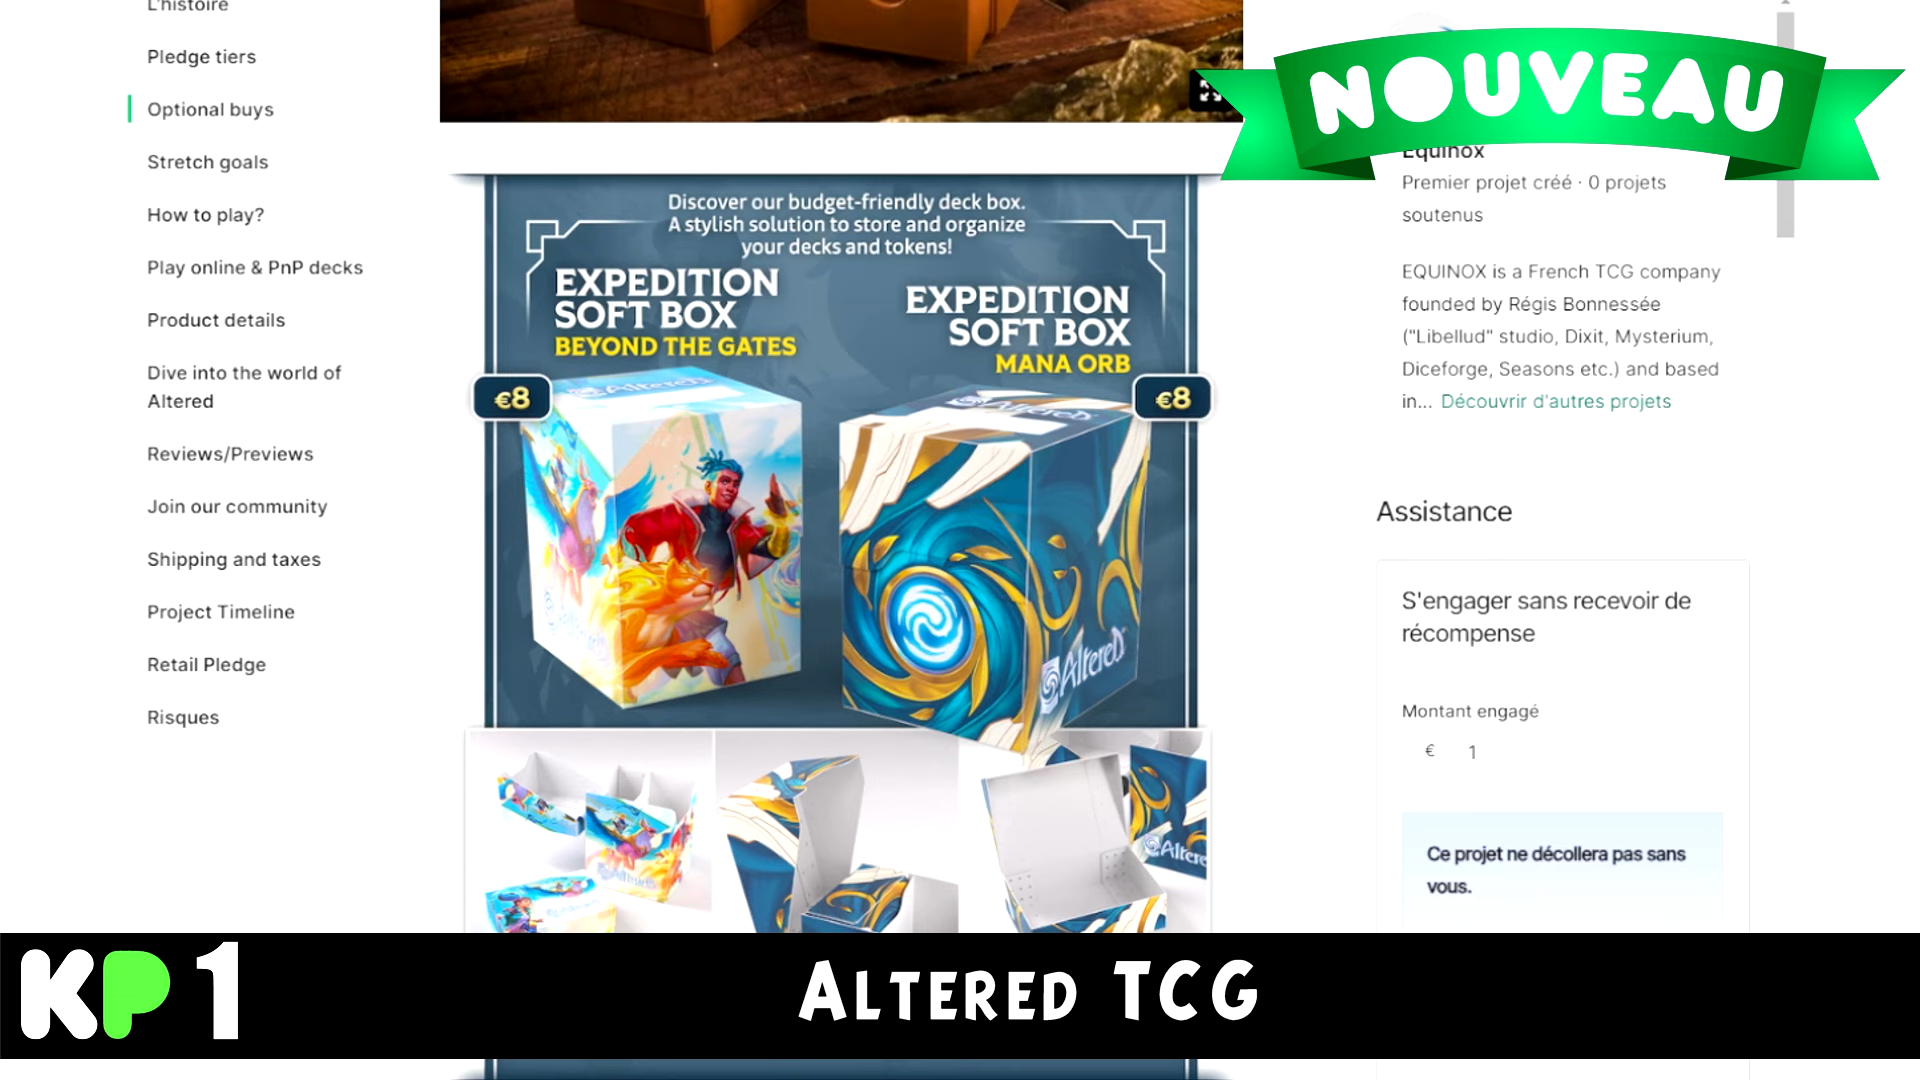 L'histoire
Pledge tiers
Optional buys
Stretch goals
How to play?
Play online & PnP decks
Product details
Dive into the world of
Altered
Reviews/Previews
Join our community
Shipping and taxes
Project Timeline
Retail Pledge
Risques
Discover our budget-friendly deck box.
A stylish solution to store and organize
your decks and tokens!
EXPEDITION
SOFT BOX
BEYOND THE GATES
€8
EXPEDITION
SOFT BOX
MANA ORB
€8
Altered
Altered
Altered
NOUVEAU
Equinox
Premier projet créé · 0 projets
soutenus
EQUINOX is a French TCG company
founded by Régis Bonnessée
("Libellud" studio, Dixit, Mysterium,
Diceforge, Seasons etc.) and based
in... Découvrir d'autres projets
Assistance
S'engager sans recevoir de
récompense
Montant engagé
€ 1
Ce projet ne décollera pas sans
vous.
KP 1
ALTERED TCG